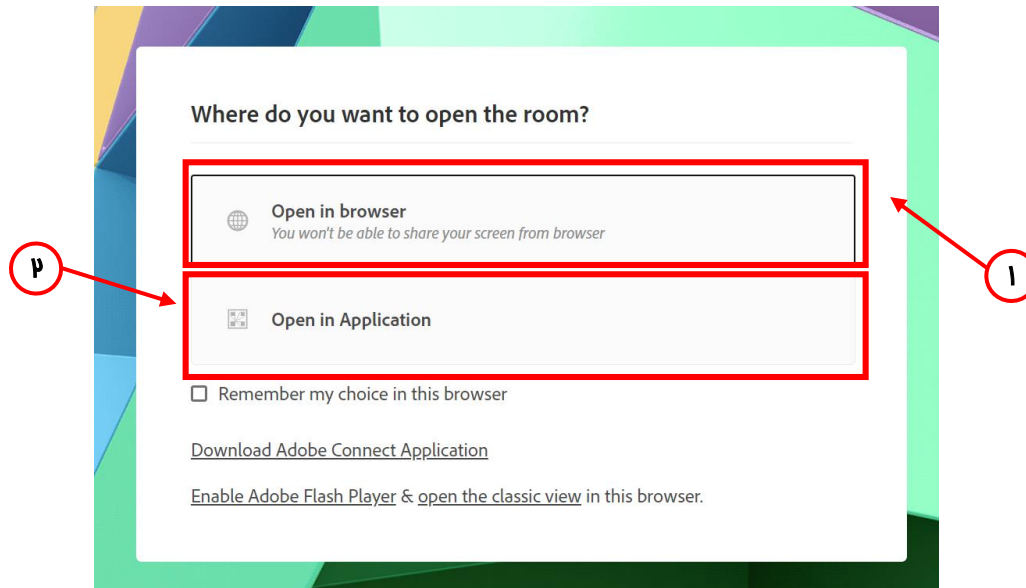 Where do you want to open the room?
Open in browser
You won't be able to share your screen from browser
۱
۲
Open in Application
Remember my choice in this browser
Download Adobe Connect Application
Enable Adobe Flash Player & open the classic view in this browser.